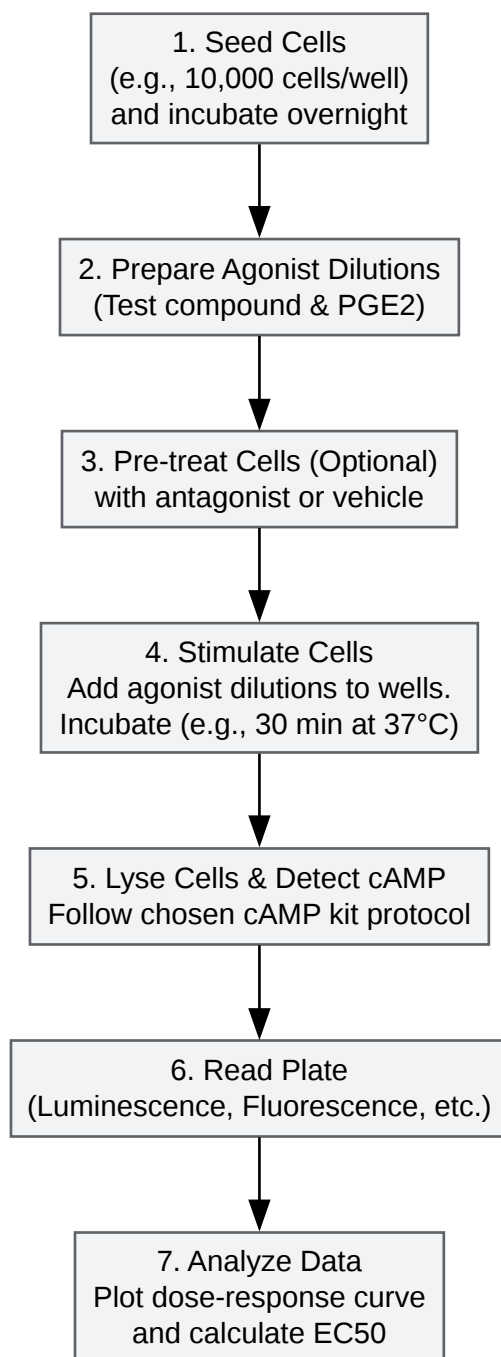 1. Seed Cells
(e.g., 10,000 cells/well)
and incubate overnight
2. Prepare Agonist Dilutions
(Test compound & PGE2)
3. Pre-treat Cells (Optional)
with antagonist or vehicle
4. Stimulate Cells
Add agonist dilutions to wells.
Incubate (e.g., 30 min at 37°C)
5. Lyse Cells & Detect cAMP
Follow chosen cAMP kit protocol
6. Read Plate
(Luminescence, Fluorescence, etc.)
7. Analyze Data
Plot dose-response curve
and calculate EC50